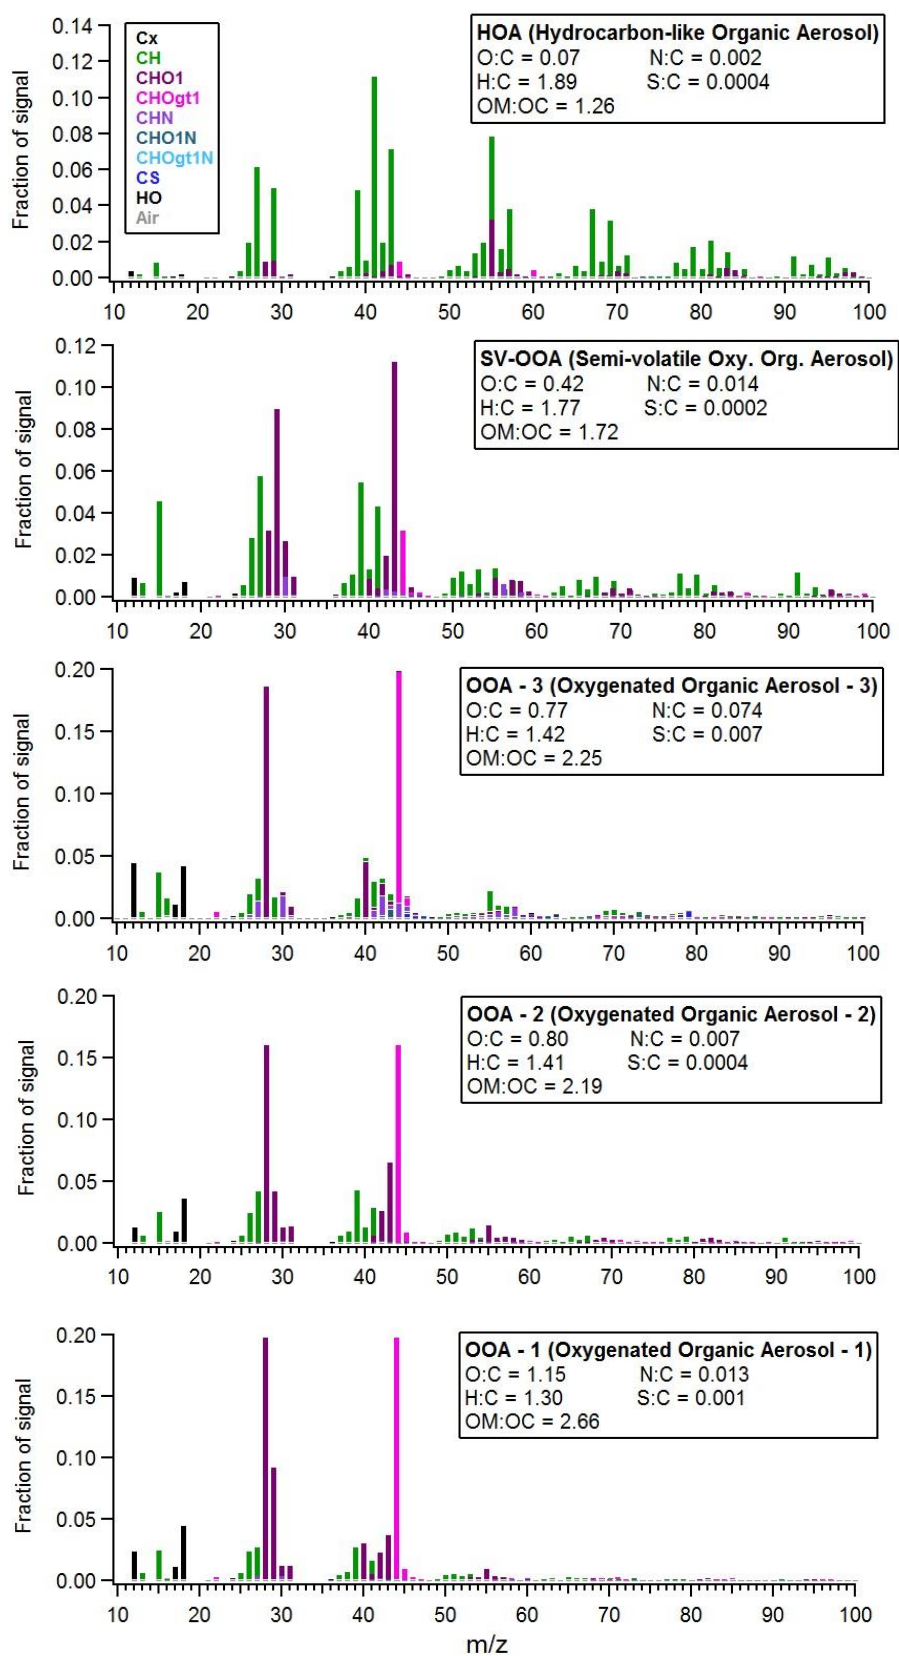 0.14
0.12
0.10
0.08
0.06
0.04
0.02
0.00
Fraction of signal
Cx
CH
CHO1
CHOgt1
CHN
CHO1N
CHOgt1N
CS
HO
Air
HOA (Hydrocarbon-like Organic Aerosol)
O:C = 0.07 N:C = 0.002
H:C = 1.89 S:C = 0.0004
OM:OC = 1.26
10 20 30 40 50 60 70 80 90 100
0.12
0.10
0.08
0.06
0.04
0.02
0.00
Fraction of signal
SV-OOA (Semi-volatile Oxy. Org. Aerosol)
O:C = 0.42 N:C = 0.014
H:C = 1.77 S:C = 0.0002
OM:OC = 1.72
10 20 30 40 50 60 70 80 90 100
0.20
0.15
0.10
0.05
0.00
Fraction of signal
OOA - 3 (Oxygenated Organic Aerosol - 3)
O:C = 0.77 N:C = 0.074
H:C = 1.42 S:C = 0.007
OM:OC = 2.25
10 20 30 40 50 60 70 80 90 100
0.20
0.15
0.10
0.05
0.00
Fraction of signal
OOA - 2 (Oxygenated Organic Aerosol - 2)
O:C = 0.80 N:C = 0.007
H:C = 1.41 S:C = 0.0004
OM:OC = 2.19
10 20 30 40 50 60 70 80 90 100
0.20
0.15
0.10
0.05
0.00
Fraction of signal
OOA - 1 (Oxygenated Organic Aerosol - 1)
O:C = 1.15 N:C = 0.013
H:C = 1.30 S:C = 0.001
OM:OC = 2.66
10 20 30 40 50 60 70 80 90 100
m/z